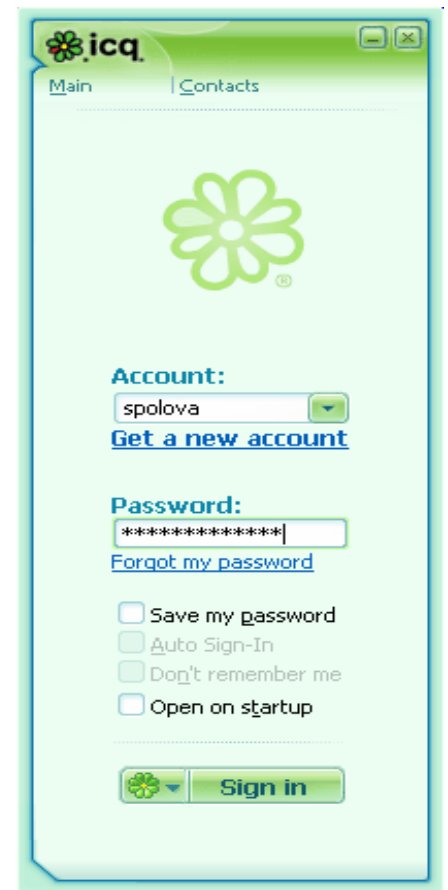 icq
Main | Contacts
®
Account:
spolova
Get a new account
Password:
*************
Forgot my password
Save my password
Auto Sign-In
Don't remember me
Open on startup
Sign in